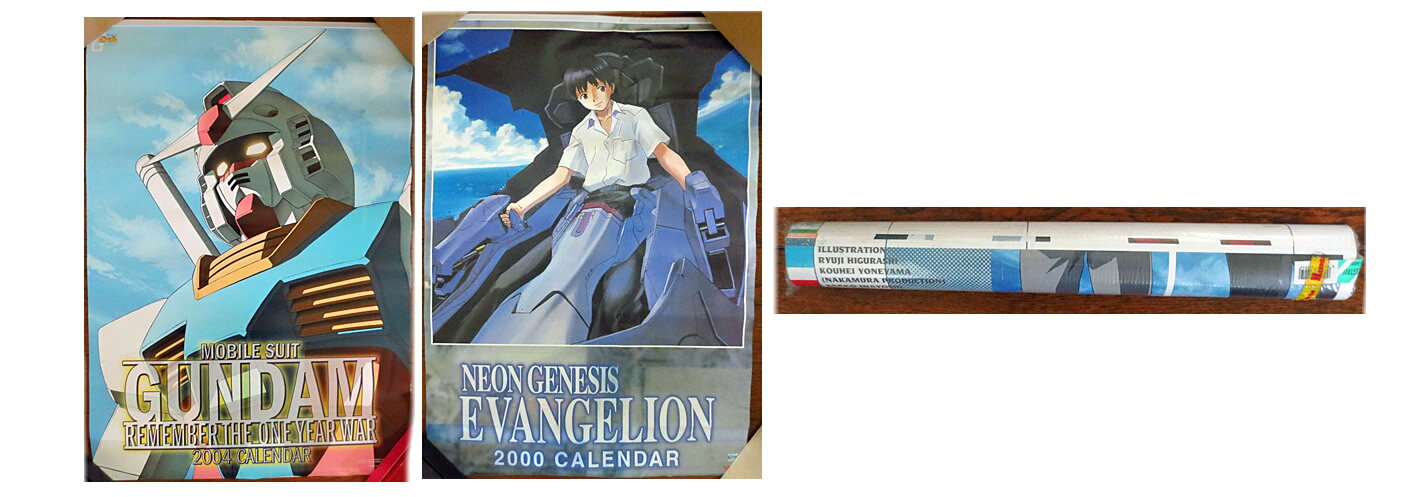 MOBILE SUIT
GUNDAM
REMEMBER THE ONE YEAR WAR
2004 CALENDAR
NEON GENESIS
EVANGELION
2000 CALENDAR
ILLUSTRATION
RYUJI HIGURASHI
KOUHEI YONEYAMA
(NAKAMURA PRODUCTION)